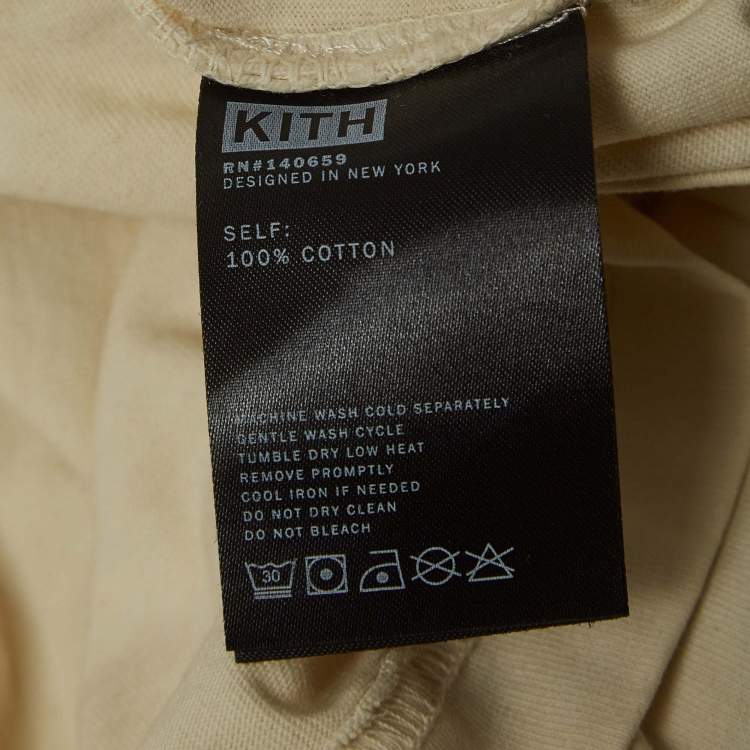 KITH
RN#140659
DESIGNED IN NEW YORK
SELF:
100% COTTON
MACHINE WASH COLD SEPARATELY
GENTLE WASH CYCLE
TUMBLE DRY LOW HEAT
REMOVE PROMPTLY
COOL IRON IF NEEDED
DO NOT DRY CLEAN
DO NOT BLEACH
30